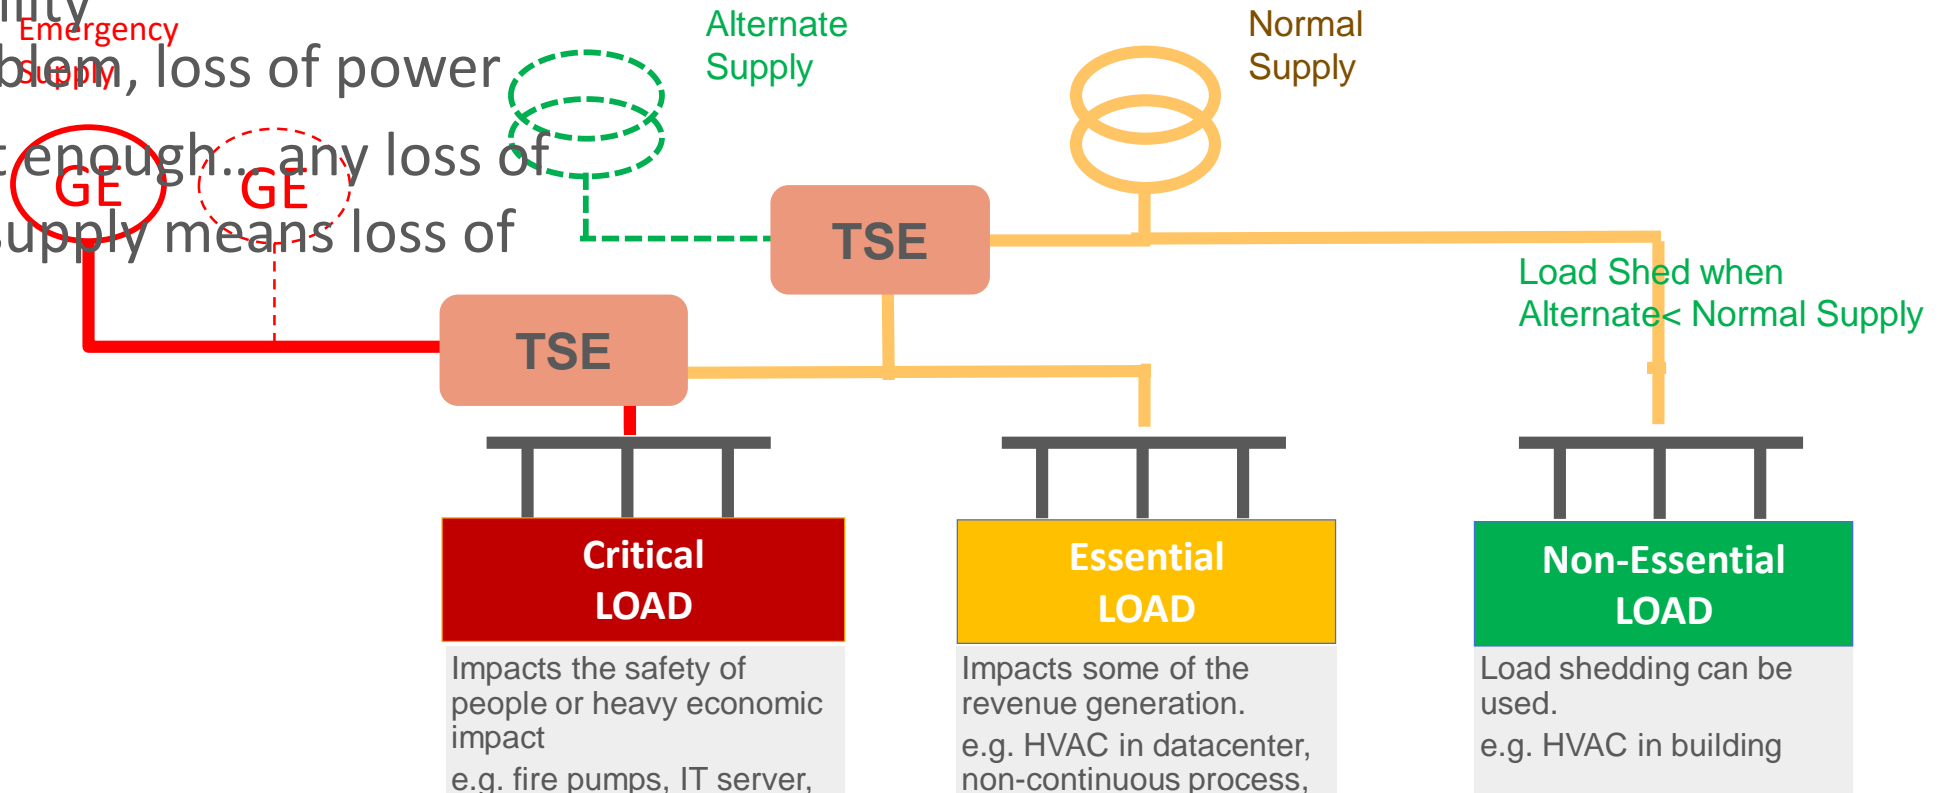 Emergency
Supply
blem, loss of power
enough... any loss of
supply means loss of
GE
GE
Alternate
Supply
Normal
Supply
TSE
TSE
Load Shed when
Alternate< Normal Supply
Critical
LOAD
Impacts the safety of
people or heavy economic
impact
e.g. fire pumps, IT server,
Essential
LOAD
Impacts some of the
revenue generation.
e.g. HVAC in datacenter,
non-continuous process,
Non-Essential
LOAD
Load shedding can be
used.
e.g. HVAC in building